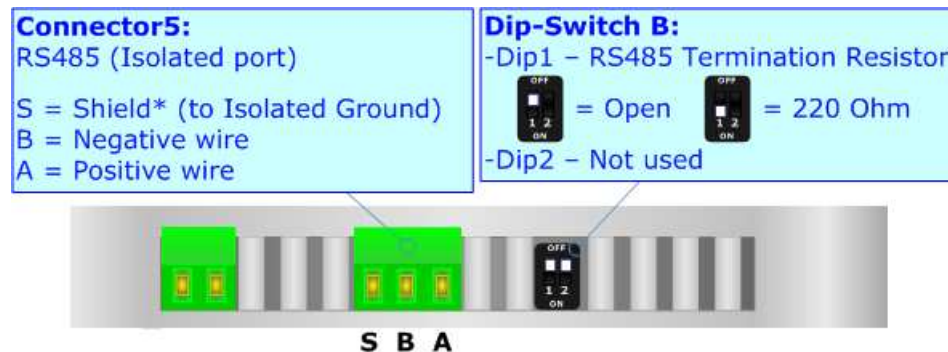 Connector5:
RS485 (Isolated port)
S = Shield* (to Isolated Ground)
B = Negative wire
A = Positive wire
Dip-Switch B:
-Dip1 – RS485 Termination Resistor
OFF
1 2
ON
= Open
OFF
1 2
ON
= 220 Ohm
-Dip2 – Not used
OFF
1 2
ON
S B A